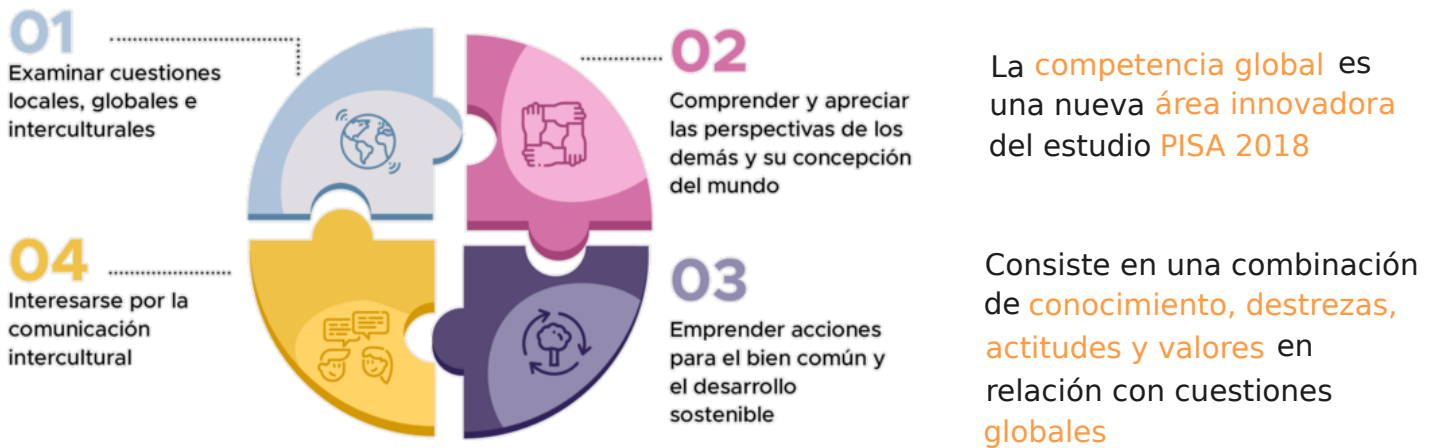 01
Examinar cuestiones
locales, globales e
interculturales
02
Comprender y apreciar
las perspectivas de los
demás y su concepción
del mundo
03
Emprender acciones
para el bien común y
el desarrollo
sostenible
04
Interesarse por la
comunicación
intercultural
La competencia global es
una nueva área innovadora
del estudio PISA 2018
Consiste en una combinación
de conocimiento, destrezas,
actitudes y valores en
relación con cuestiones
globales